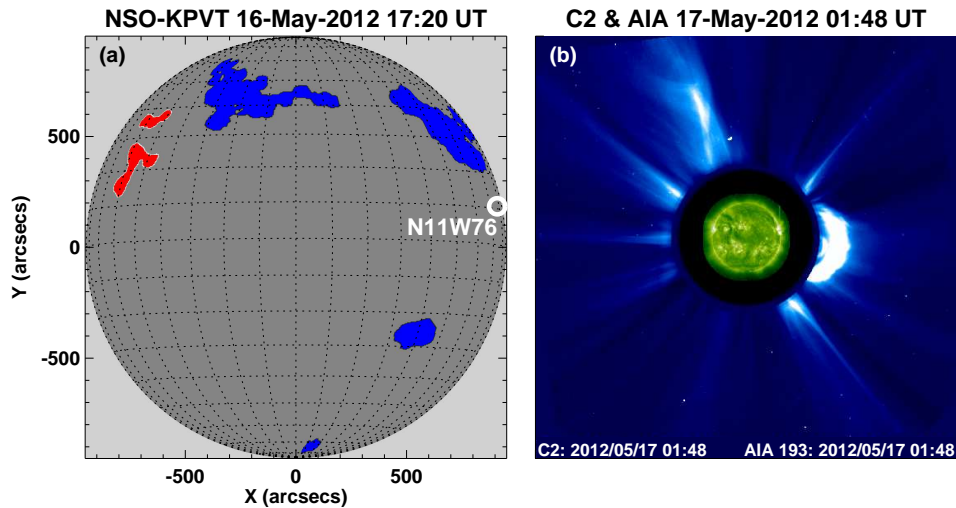 NSO-KPVT 16-May-2012 17:20 UT
(a)
500
0
-500
Y (arcsecs)
N11W76
-500
0
500
X (arcsecs)
C2 & AIA 17-May-2012 01:48 UT
(b)
C2: 2012/05/17 01:48
AIA 193: 2012/05/17 01:48